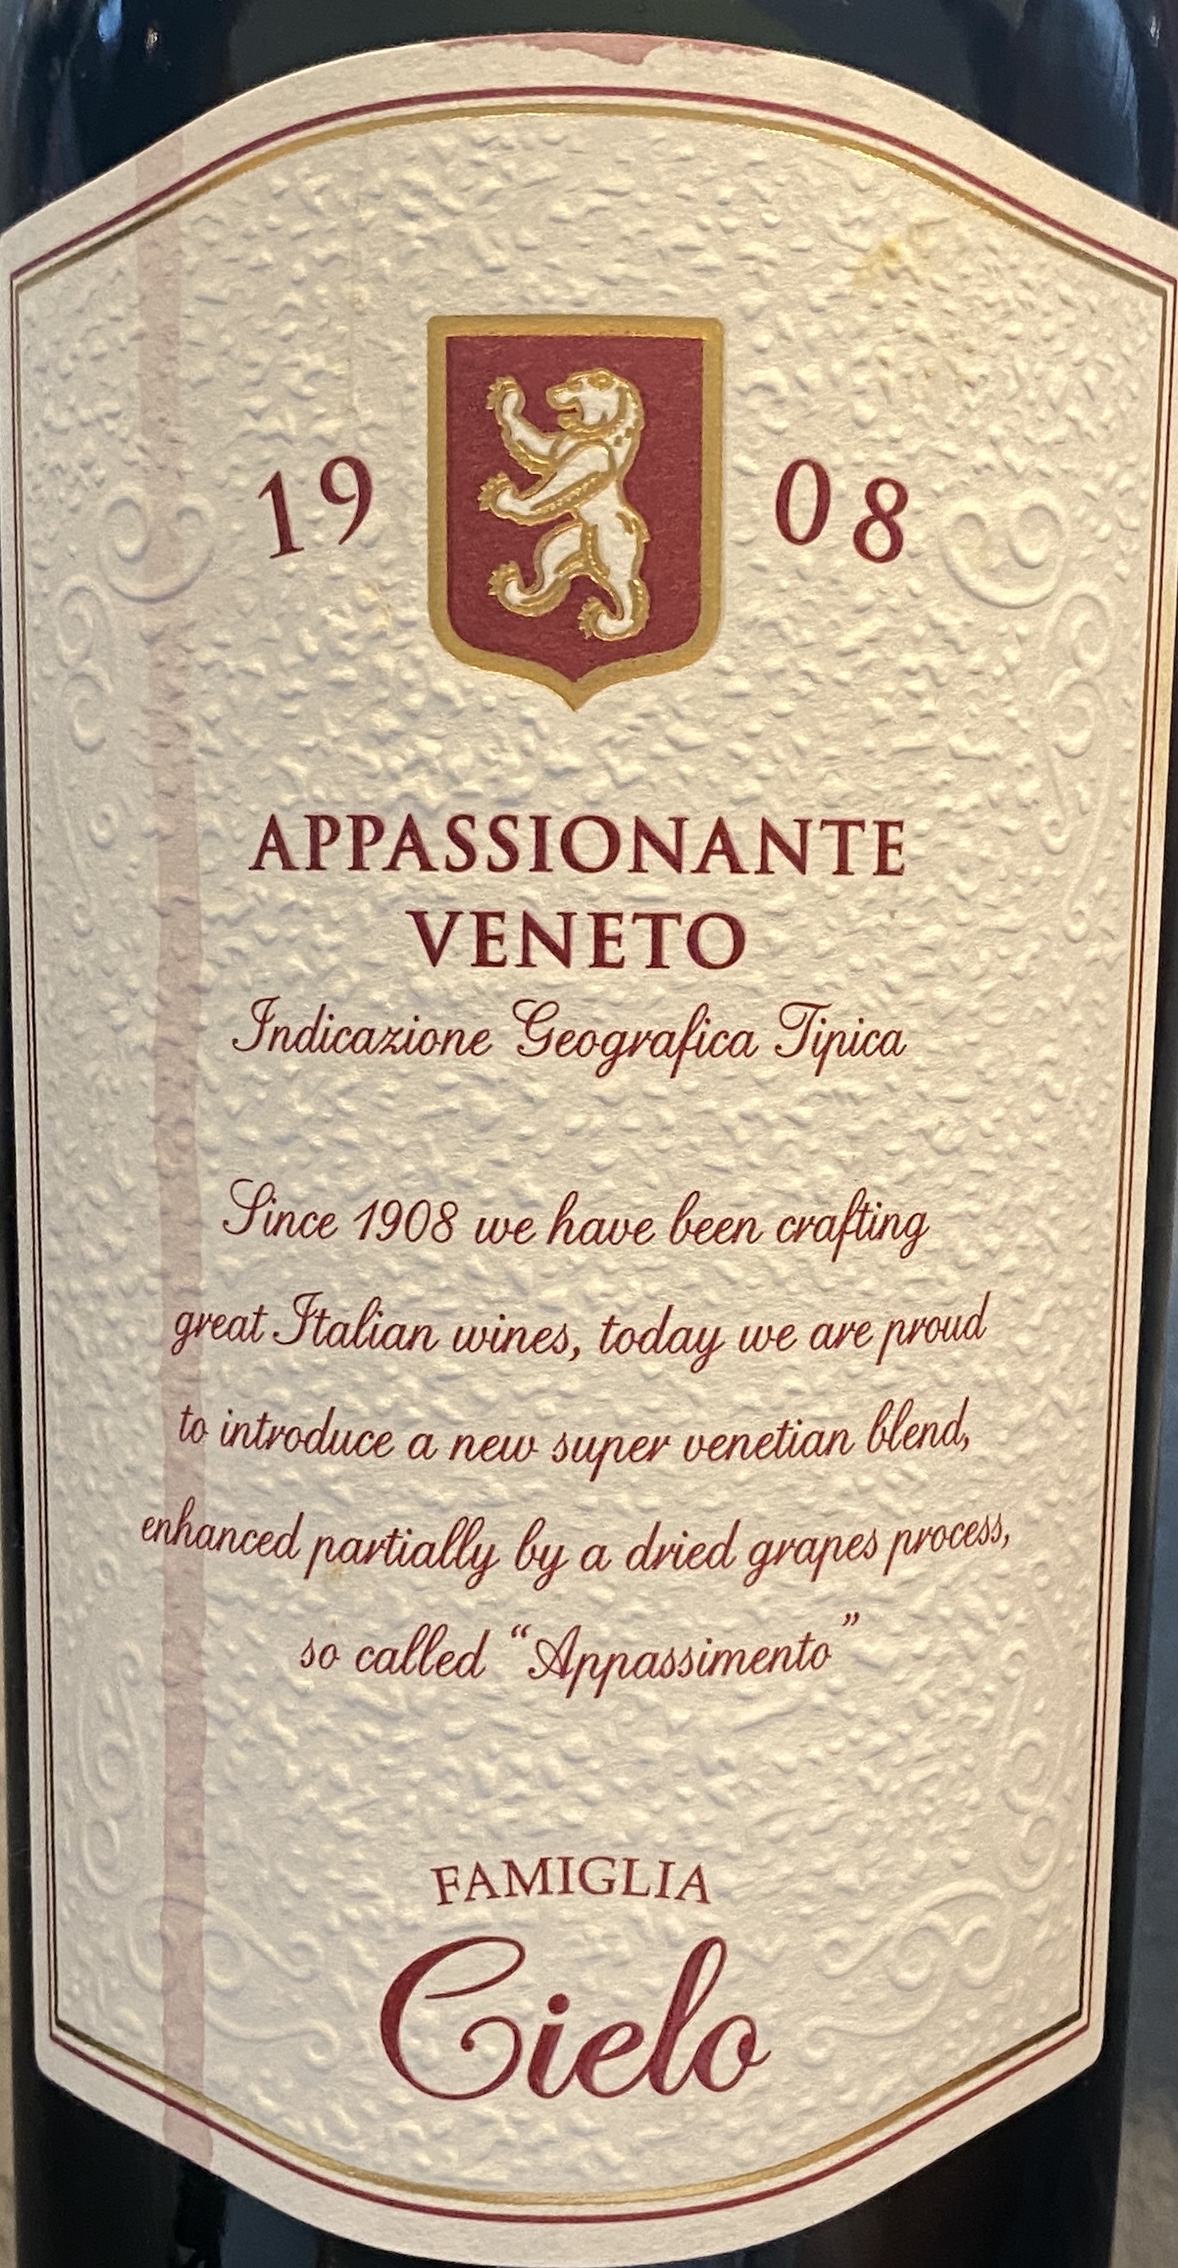 19 08
APPASSIONANTE
VENETO
Indicazione Geografica Tipica
Since 1908 we have been crafting
great Italian wines, today we are proud
to introduce a new super venetian blend,
enhanced partially by a dried grapes process,
so called “Appassimento”
FAMIGLIA
Cielo